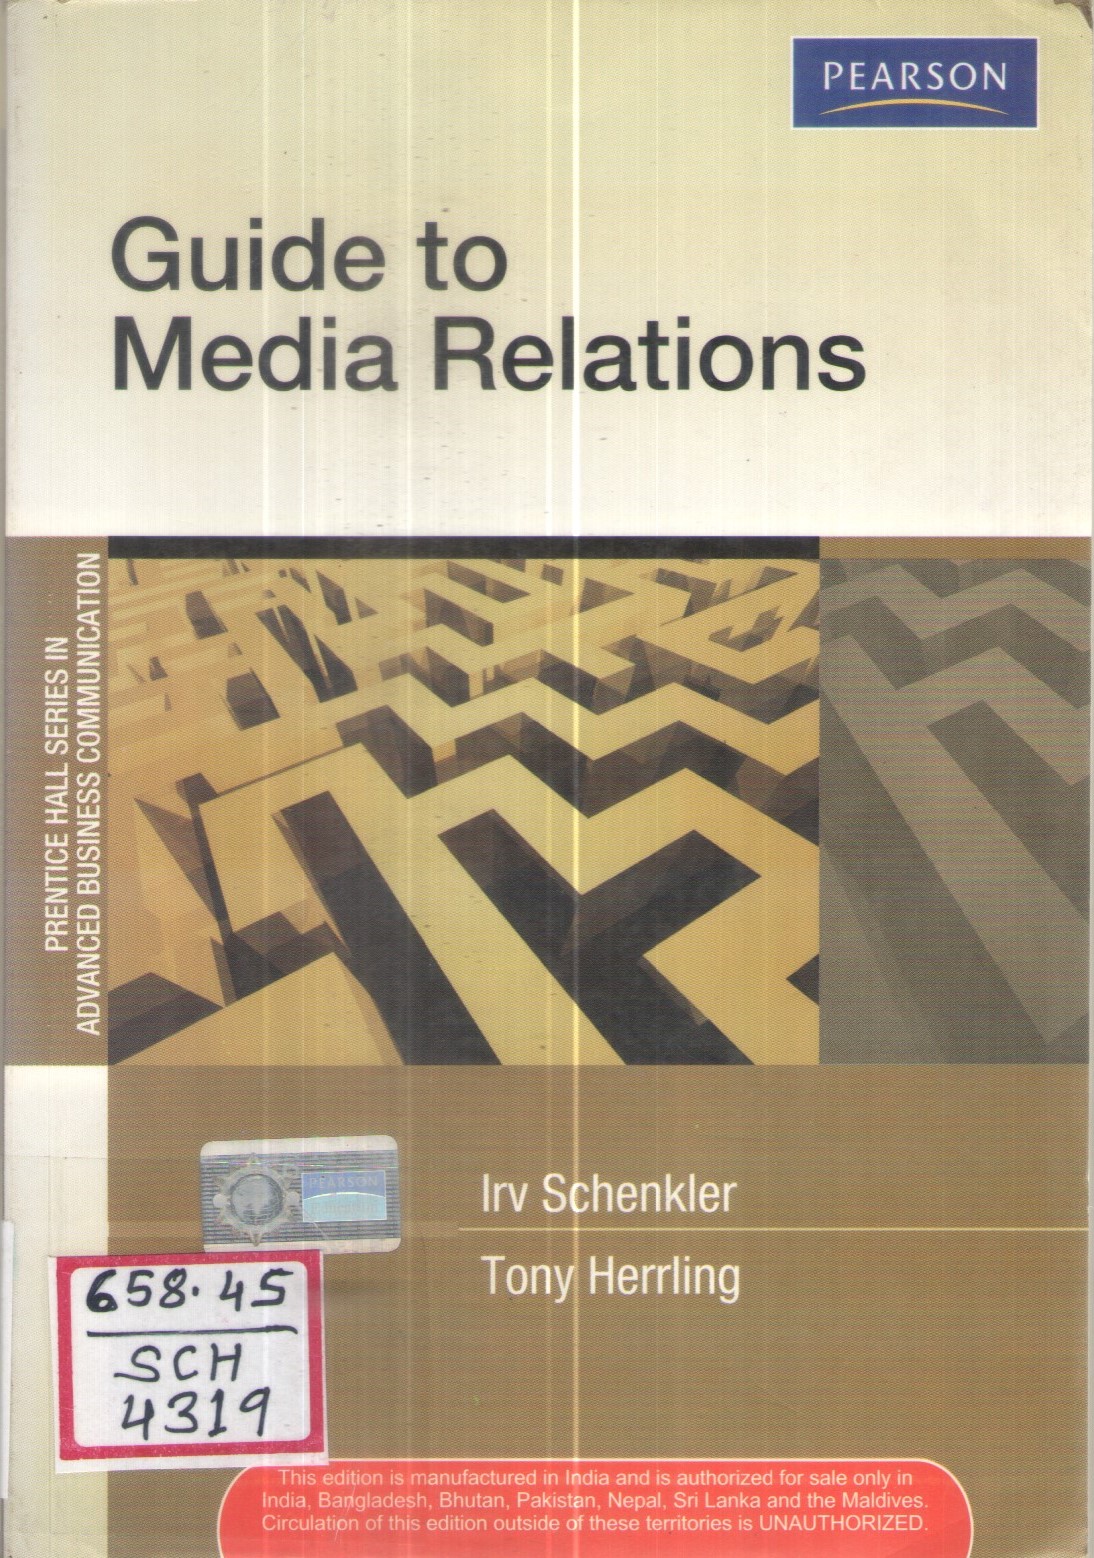 PEARSON
Guide to
Media Relations
PRENTICE HALL SERIES IN
ADVANCED BUSINESS COMMUNICATION
PEARSON
Irv Schenkler
Tony Herrling
658.45
SCH
4319
This edition is manufactured in India and is authorized for sale only in
India, Bangladesh, Bhutan, Pakistan, Nepal, Sri Lanka and the Maldives.
Circulation of this edition outside of these territories is UNAUTHORIZED.